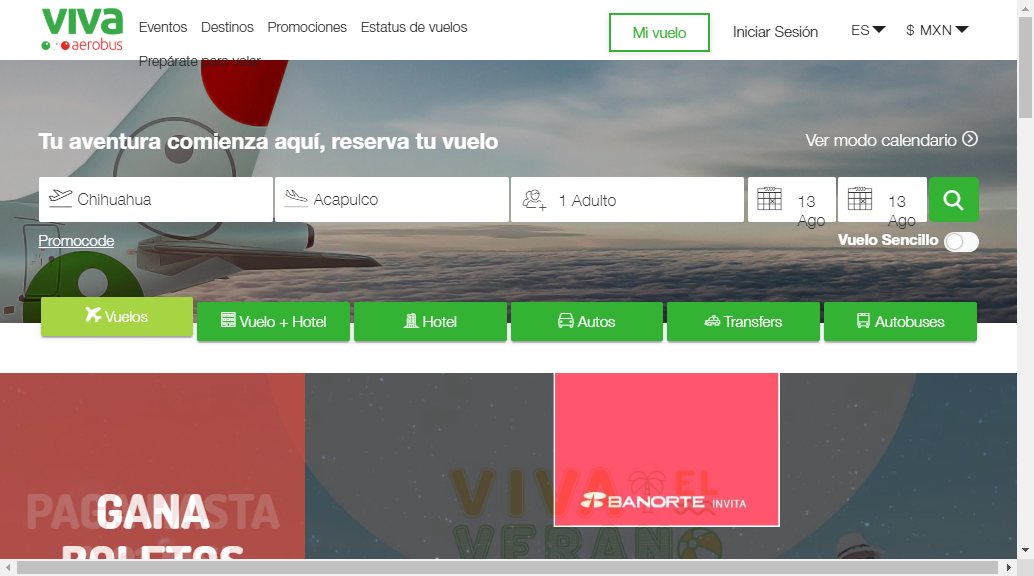 viva
aerobus
Eventos Destinos Promociones Estatus de vuelos
Prepárate para volar
Mi vuelo
Iniciar Sesión
ES
$ MXN
Tu aventura comienza aquí, reserva tu vuelo
Ver modo calendario
Chihuahua
Acapulco
1 Adulto
13
Ago
13
Ago
Promocode
Vuelo Sencillo
Vuelos
Vuelo + Hotel
Hotel
Autos
Transfers
Autobuses
GANA
BOLETOS
VIVA EL
VERANO
BANORTE INVITA